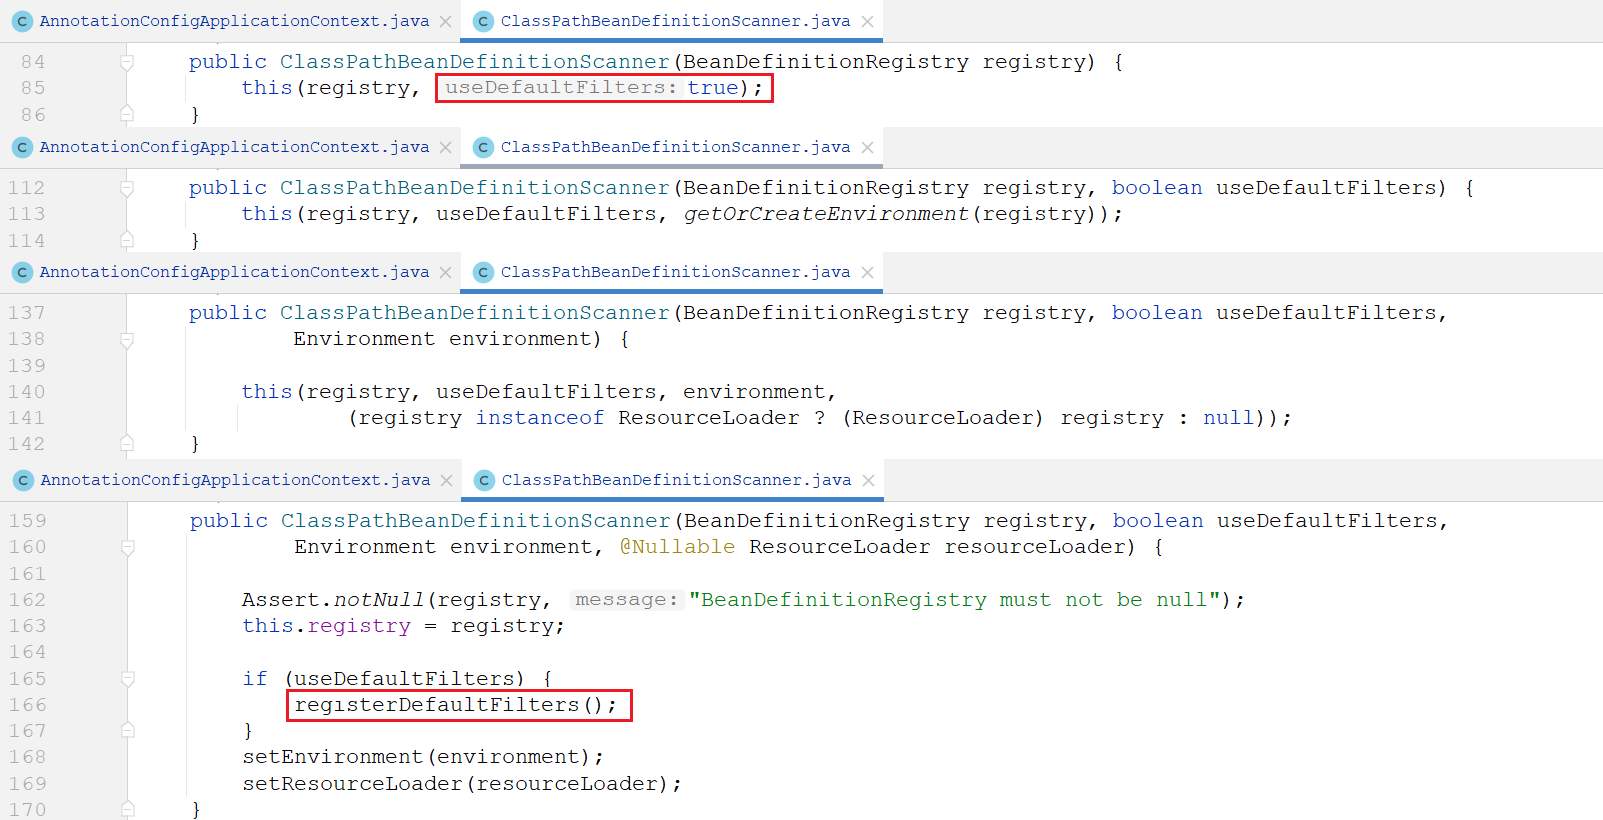 C AnnotationConfigApplicationContext.java × C ClassPathBeanDefinitionScanner.java ×
84 public ClassPathBeanDefinitionScanner(BeanDefinitionRegistry registry) {
85 this(registry, useDefaultFilters: true);
86 }
C AnnotationConfigApplicationContext.java × C ClassPathBeanDefinitionScanner.java ×
112 public ClassPathBeanDefinitionScanner(BeanDefinitionRegistry registry, boolean useDefaultFilters) {
113 this(registry, useDefaultFilters, getOrCreateEnvironment(registry));
114 }
C AnnotationConfigApplicationContext.java × C ClassPathBeanDefinitionScanner.java ×
137 public ClassPathBeanDefinitionScanner(BeanDefinitionRegistry registry, boolean useDefaultFilters,
138 Environment environment) {
139
140 this(registry, useDefaultFilters, environment,
141 (registry instanceof ResourceLoader ? (ResourceLoader) registry : null));
142 }
C AnnotationConfigApplicationContext.java × C ClassPathBeanDefinitionScanner.java ×
159 public ClassPathBeanDefinitionScanner(BeanDefinitionRegistry registry, boolean useDefaultFilters,
160 Environment environment, @Nullable ResourceLoader resourceLoader) {
161
162 Assert.notNull(registry, message: "BeanDefinitionRegistry must not be null");
163 this.registry = registry;
164
165 if (useDefaultFilters) {
166 registerDefaultFilters();
167 }
168 setEnvironment(environment);
169 setResourceLoader(resourceLoader);
170 }